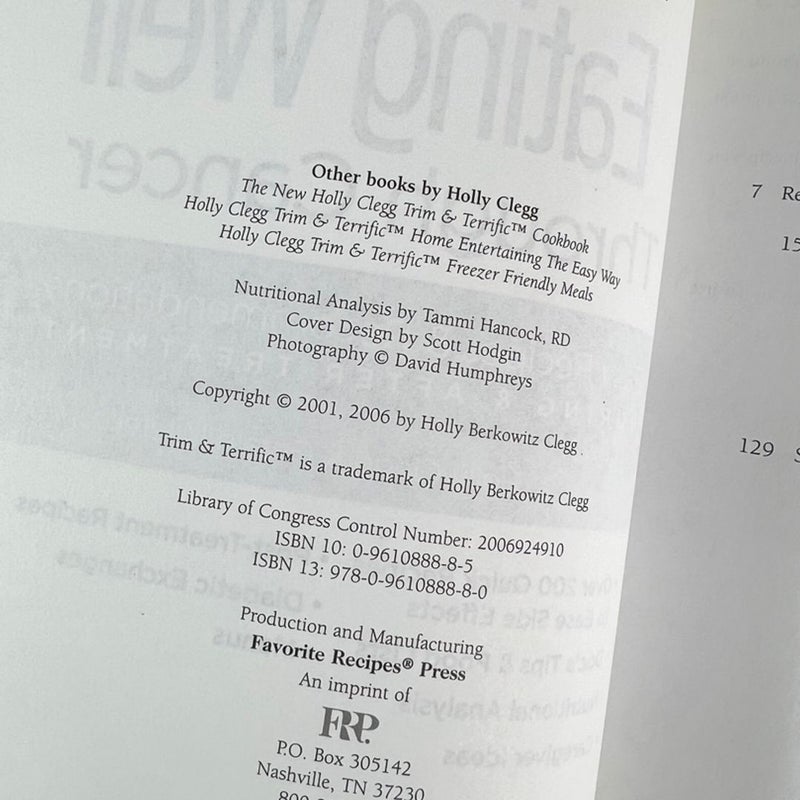 Other books by Holly Clegg
The New Holly Clegg Trim & Terrific™ Cookbook
Holly Clegg Trim & Terrific™ Home Entertaining The Easy Way
Holly Clegg Trim & Terrific™ Freezer Friendly Meals
Nutritional Analysis by Tammi Hancock, RD
Cover Design by Scott Hodgin
Photography © David Humphreys
Copyright © 2001, 2006 by Holly Berkowitz Clegg.
Trim & Terrific™ is a trademark of Holly Berkowitz Clegg
Library of Congress Control Number: 2006924910
ISBN 10: 0-9610888-8-5
ISBN 13: 978-0-9610888-8-0
Production and Manufacturing
Favorite Recipes® Press
An imprint of
FRP.
P.O. Box 305142
Nashville, TN 37230
7
15
129